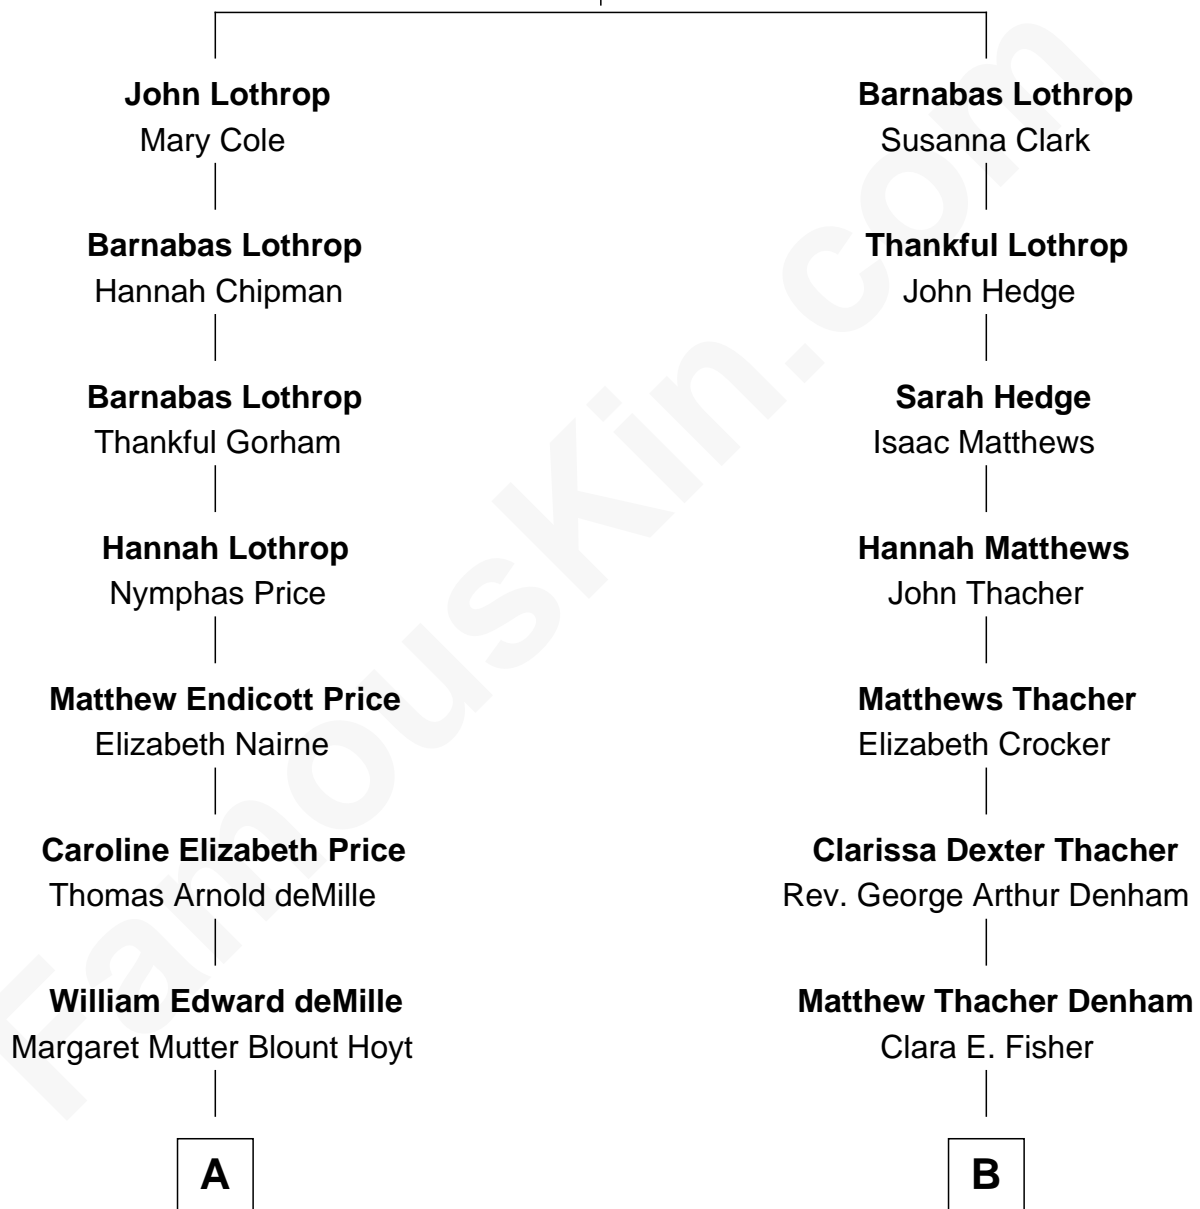 John Lothrop
Mary Cole
Barnabas Lothrop
Hannah Chipman
Barnabas Lothrop
Thankful Gorham
Hannah Lothrop
Nymphas Price
Matthew Endicott Price
Elizabeth Nairne
Caroline Elizabeth Price
Thomas Arnold deMille
William Edward deMille
Margaret Mutter Blount Hoyt
A
Barnabas Lothrop
Susanna Clark
Thankful Lothrop
John Hedge
Sarah Hedge
Isaac Matthews
Hannah Matthews
John Thacher
Matthews Thacher
Elizabeth Crocker
Clarissa Dexter Thacher
Rev. George Arthur Denham
Matthew Thacher Denham
Clara E. Fisher
B
FamousKin.com